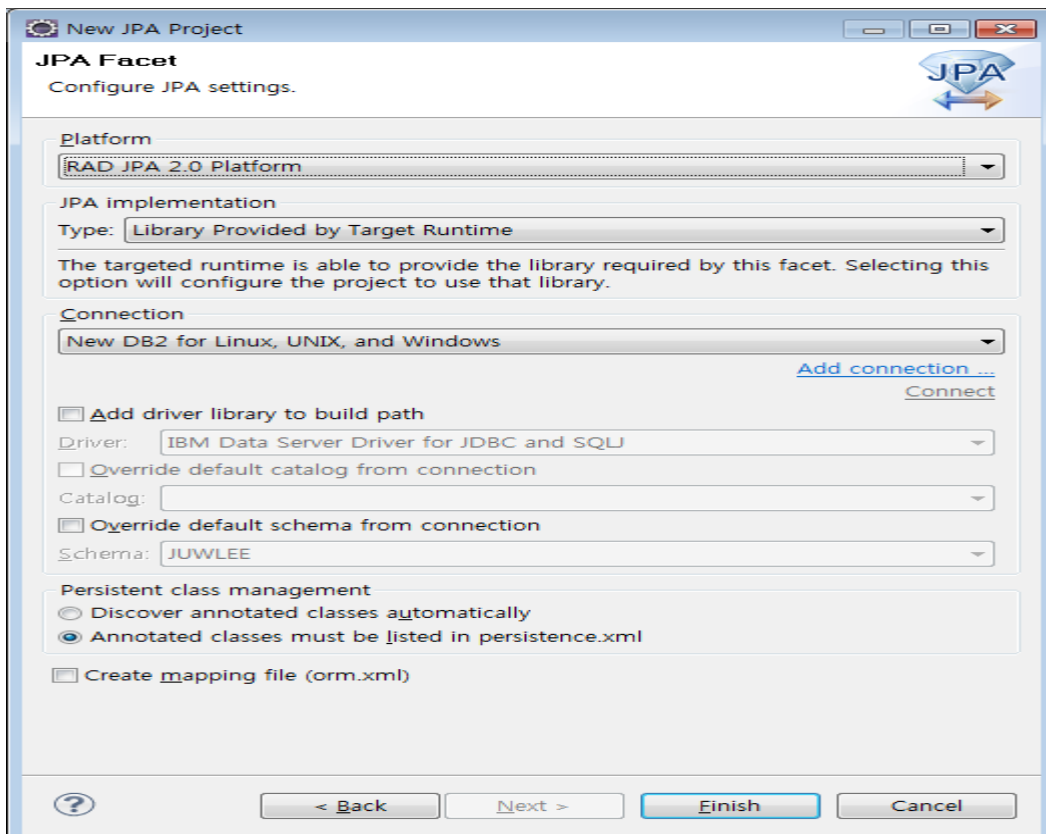 New JPA Project
JPA Facet
Configure JPA settings.
JPA
Platform
RAD JPA 2.0 Platform
JPA implementation
Type: Library Provided by Target Runtime
The targeted runtime is able to provide the library required by this facet. Selecting this
option will configure the project to use that library.
Connection
New DB2 for Linux, UNIX, and Windows
Add connection ...
Connect
Add driver library to build path
Driver: IBM Data Server Driver for JDBC and SQLJ
Override default catalog from connection
Catalog:
Override default schema from connection
Schema: JUWLEE
Persistent class management
Discover annotated classes automatically
Annotated classes must be listed in persistence.xml
Create mapping file (orm.xml)
? < Back Next > Finish Cancel